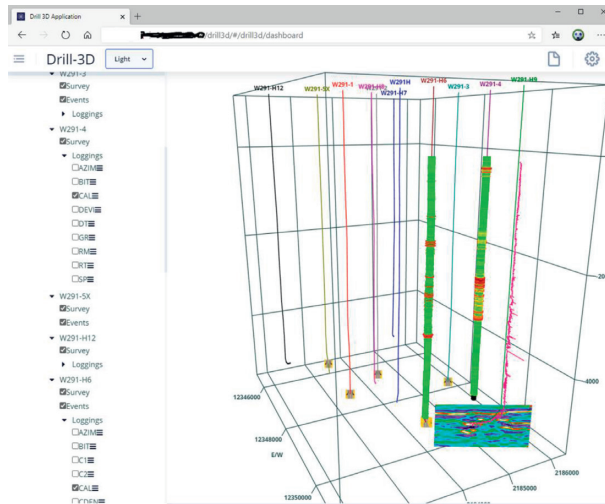 Drill 3D Application
/drill3d/#/drill3d/dashboard
Drill-3D
Light
W291-3
Survey
Events
Loggings
W291-4
Survey
Loggings
AZIM
BIT
CAL
DEVI
DT
GR
RM
RT
SP
W291-5X
Survey
Events
W291-H12
Survey
Loggings
W291-H6
Survey
Events
Loggings
AZIM
BIT
C1
C2
CAL
CDEN
W291-H12
W291-5X
W291-1
W291-H
W291-H7
W291-H6
W291-3
W291-4
W291-H9
20
4000
12346000
12348000
12350000
E/W
2186000
2185000